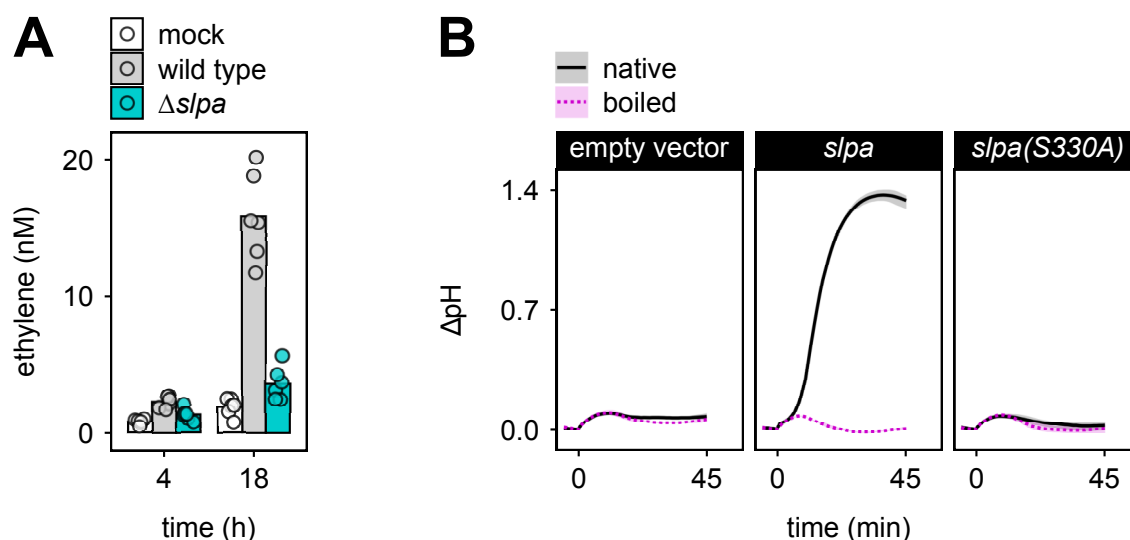 A
mock
wild type
Δslpa
ethylene (nM)
20
10
0
4 18
time (h)
B
native
boiled
empty vector slpa slpa(S330A)
ΔpH
1.4
0.7
0.0
0 45 0 45 0 45
time (min)